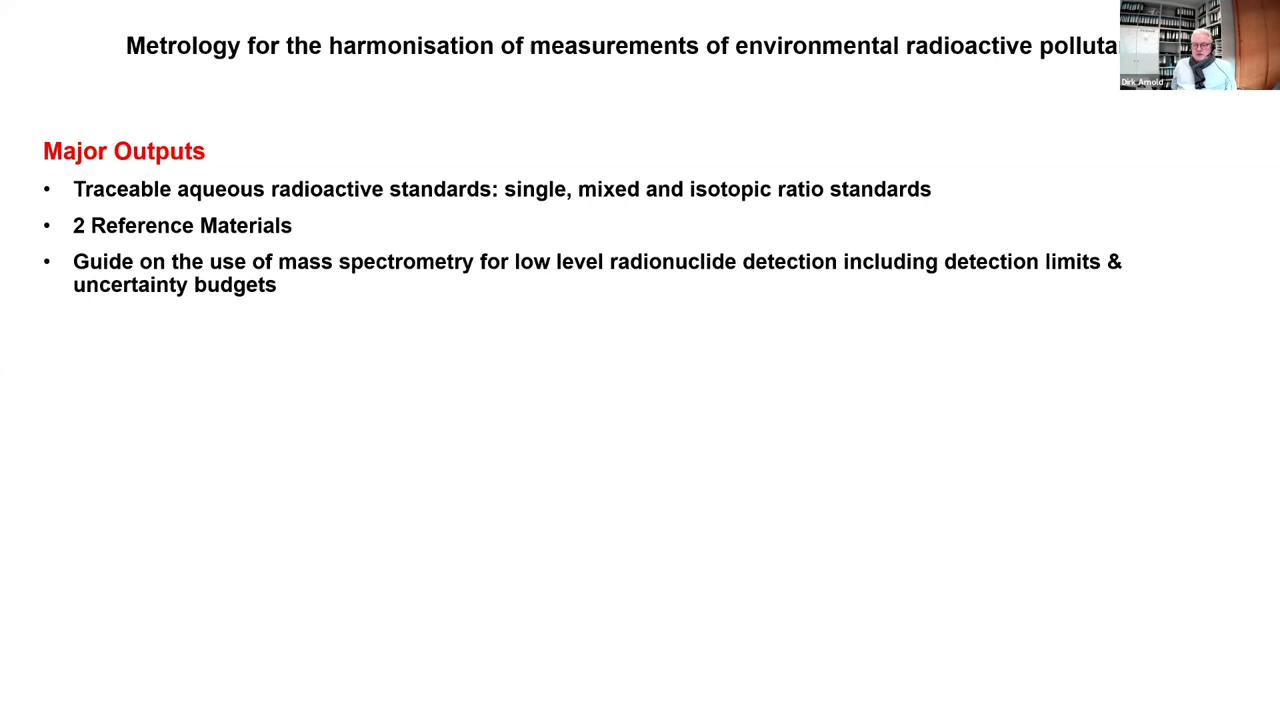 Metrology for the harmonisation of measurements of environmental radioactive
Dirk_Arnold
Major Outputs
• Traceable aqueous radioactive standards: single, mixed and isotopic ratio standards
• 2 Reference Materials
• Guide on the use of mass spectrometry for low level radionuclide detection including detection limits &
uncertainty budgets